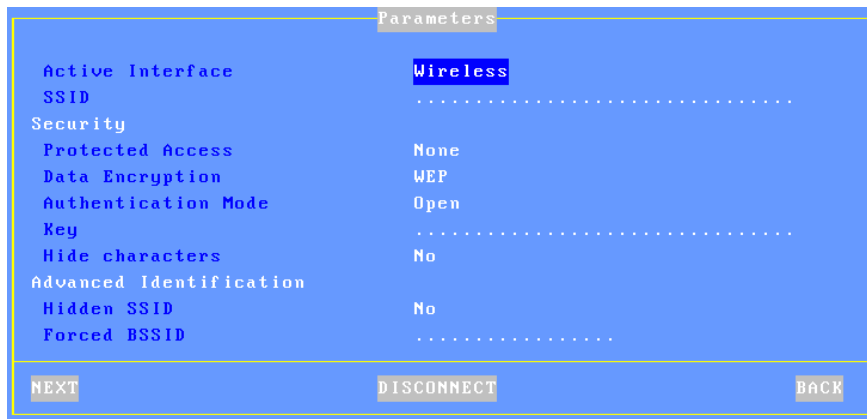 Parameters
Active Interface Wireless
SSID ................................
Security
Protected Access None
Data Encryption WEP
Authentication Mode Open
Key ................................
Hide characters No
Advanced Identification
Hidden SSID No
Forced BSSID .................
NEXT DISCONNECT BACK